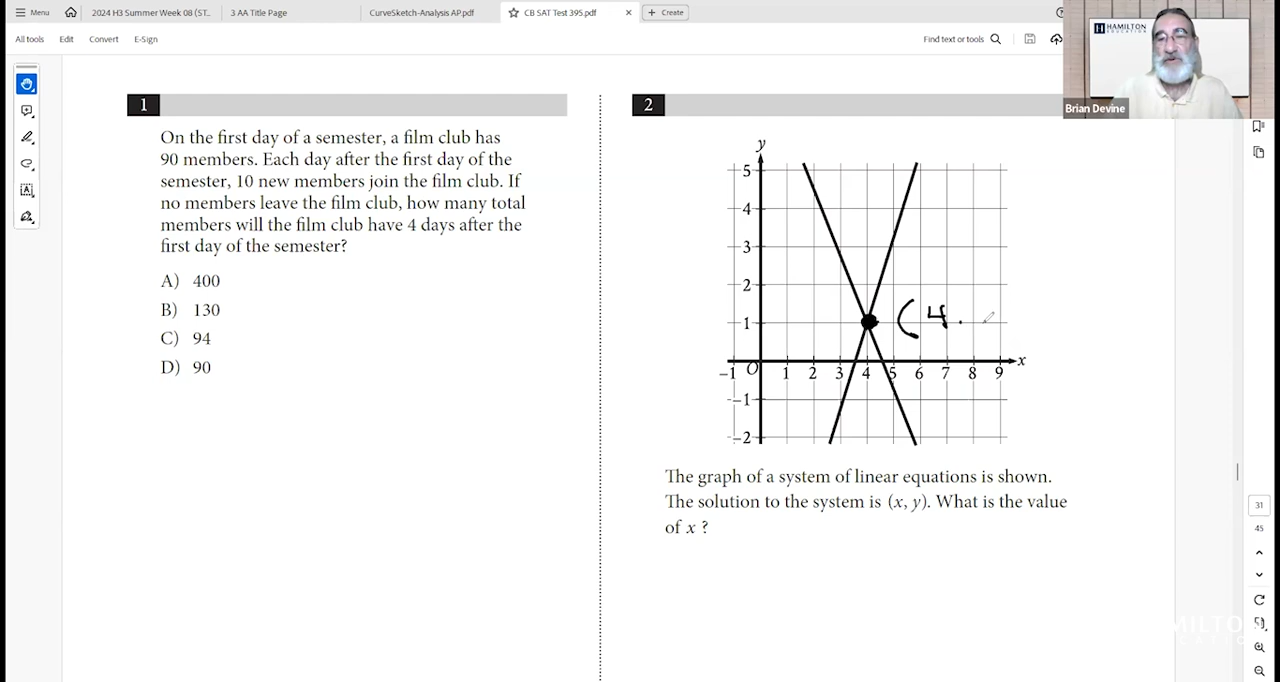 Menu
2024 H3 Summer Week 08 (ST...
3 AA Title Page
CurveSketch-Analysis AP.pdf
CB SAT Test 395.pdf
Create
All tools
Edit
Convert
E-Sign
Find text or tools
HAMILTON
EDUCATION
Brian Devine
1
On the first day of a semester, a film club has
90 members. Each day after the first day of the
semester, 10 new members join the film club. If
no members leave the film club, how many total
members will the film club have 4 days after the
first day of the semester?
A) 400
B) 130
C) 94
D) 90
2
y
5
4
3
2
1
(4.
–1 O 1 2 3 4 5 6 7 8 9 x
–1
–2
The graph of a system of linear equations is shown.
The solution to the system is (x, y). What is the value
of x ?
31
45